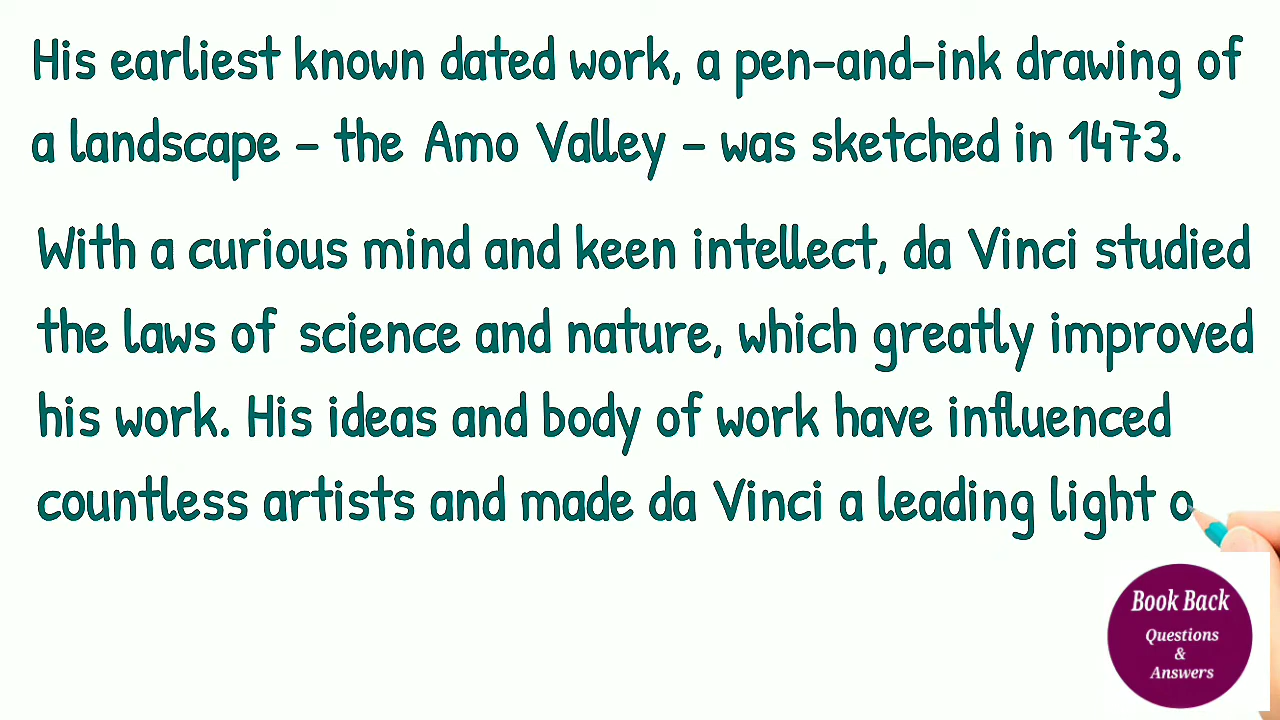 His earliest known dated work, a pen-and-ink drawing of
a landscape - the Amo Valley - was sketched in 1473.
With a curious mind and keen intellect, da Vinci studied
the laws of science and nature, which greatly improved
his work. His ideas and body of work have influenced
countless artists and made da Vinci a leading light o
Book Back
Questions
&
Answers